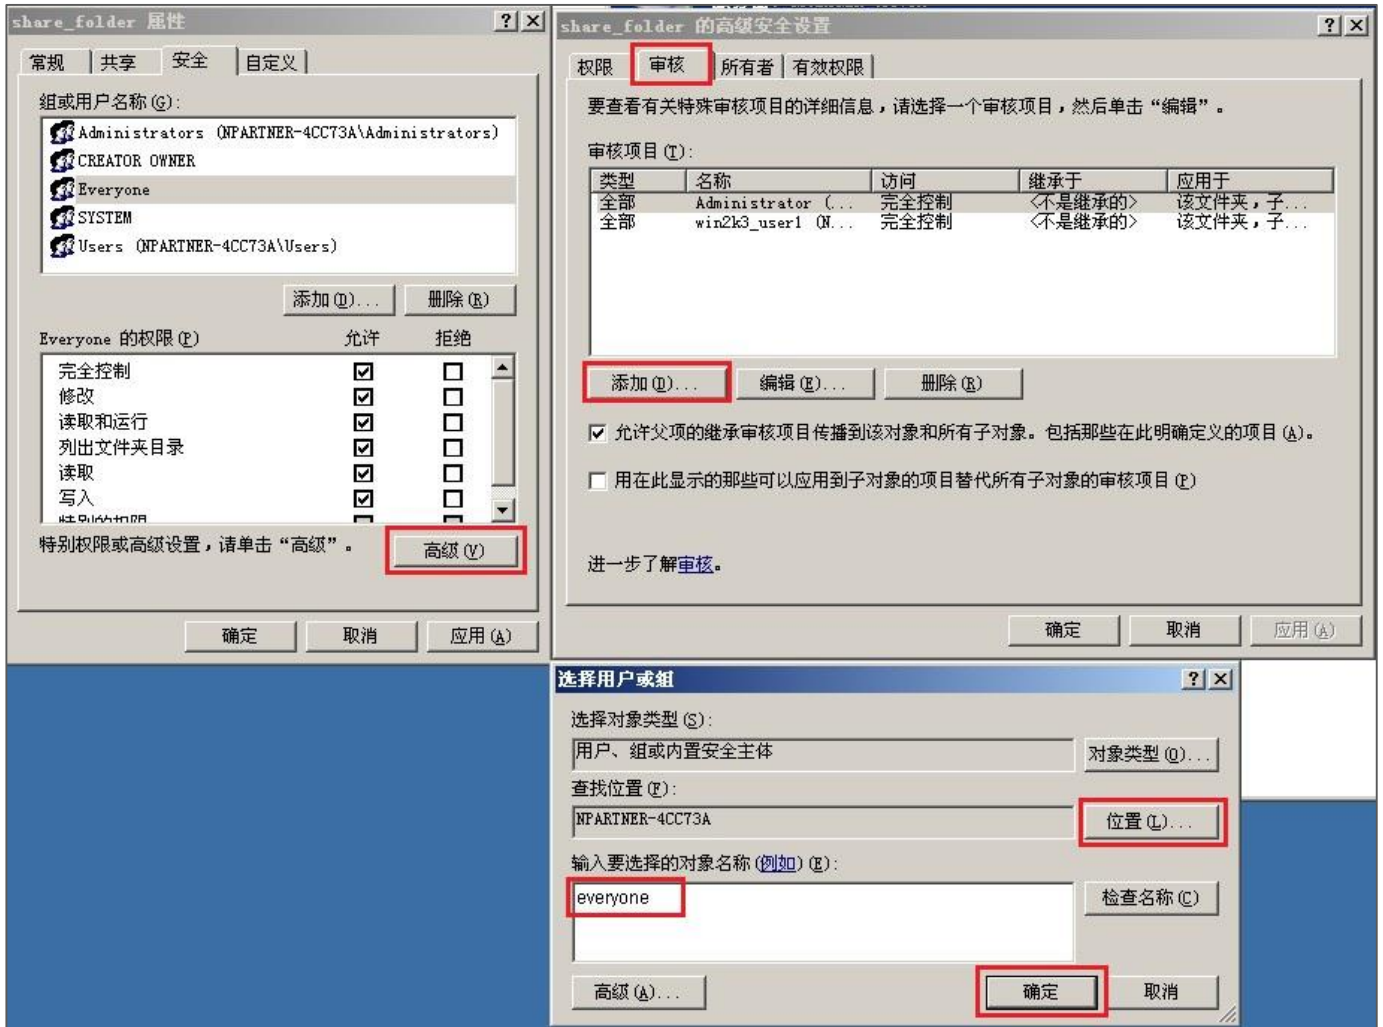 share_folder 属性
常规
共享
安全
自定义
组或用户名称(G):
Administrators (NPARTNER-4CC73A\Administrators)
CREATOR OWNER
Everyone
SYSTEM
Users (NPARTNER-4CC73A\Users)
添加(D)...
删除(R)
Everyone 的权限(P)
允许
拒绝
完全控制
修改
读取和运行
列出文件夹目录
读取
写入
特别的权限
特别权限或高级设置，请单击“高级”。
高级(V)
确定
取消
应用(A)
share_folder 的高级安全设置
权限
审核
所有者
有效权限
要查看有关特殊审核项目的详细信息，请选择一个审核项目，然后单击“编辑”。
审核项目(T):
类型 名称 访问 继承于 应用于
全部 Administrator (... 完全控制 <不是继承的> 该文件夹，子...
全部 win2k3_user1 (N... 完全控制 <不是继承的> 该文件夹，子...
添加(D)...
编辑(E)...
删除(R)
允许父项的继承审核项目传播到该对象和所有子对象。包括那些在此明确定义的项目(A)。
用在此显示的那些可以应用到子对象的项目替代所有子对象的审核项目(P)
进一步了解审核。
确定
取消
应用(A)
选择用户或组
选择对象类型(S):
用户、组或内置安全主体
对象类型(O)...
查找位置(F):
NPARTNER-4CC73A
位置(L)...
输入要选择的对象名称(例如)(E):
everyone
检查名称(C)
高级(A)...
确定
取消